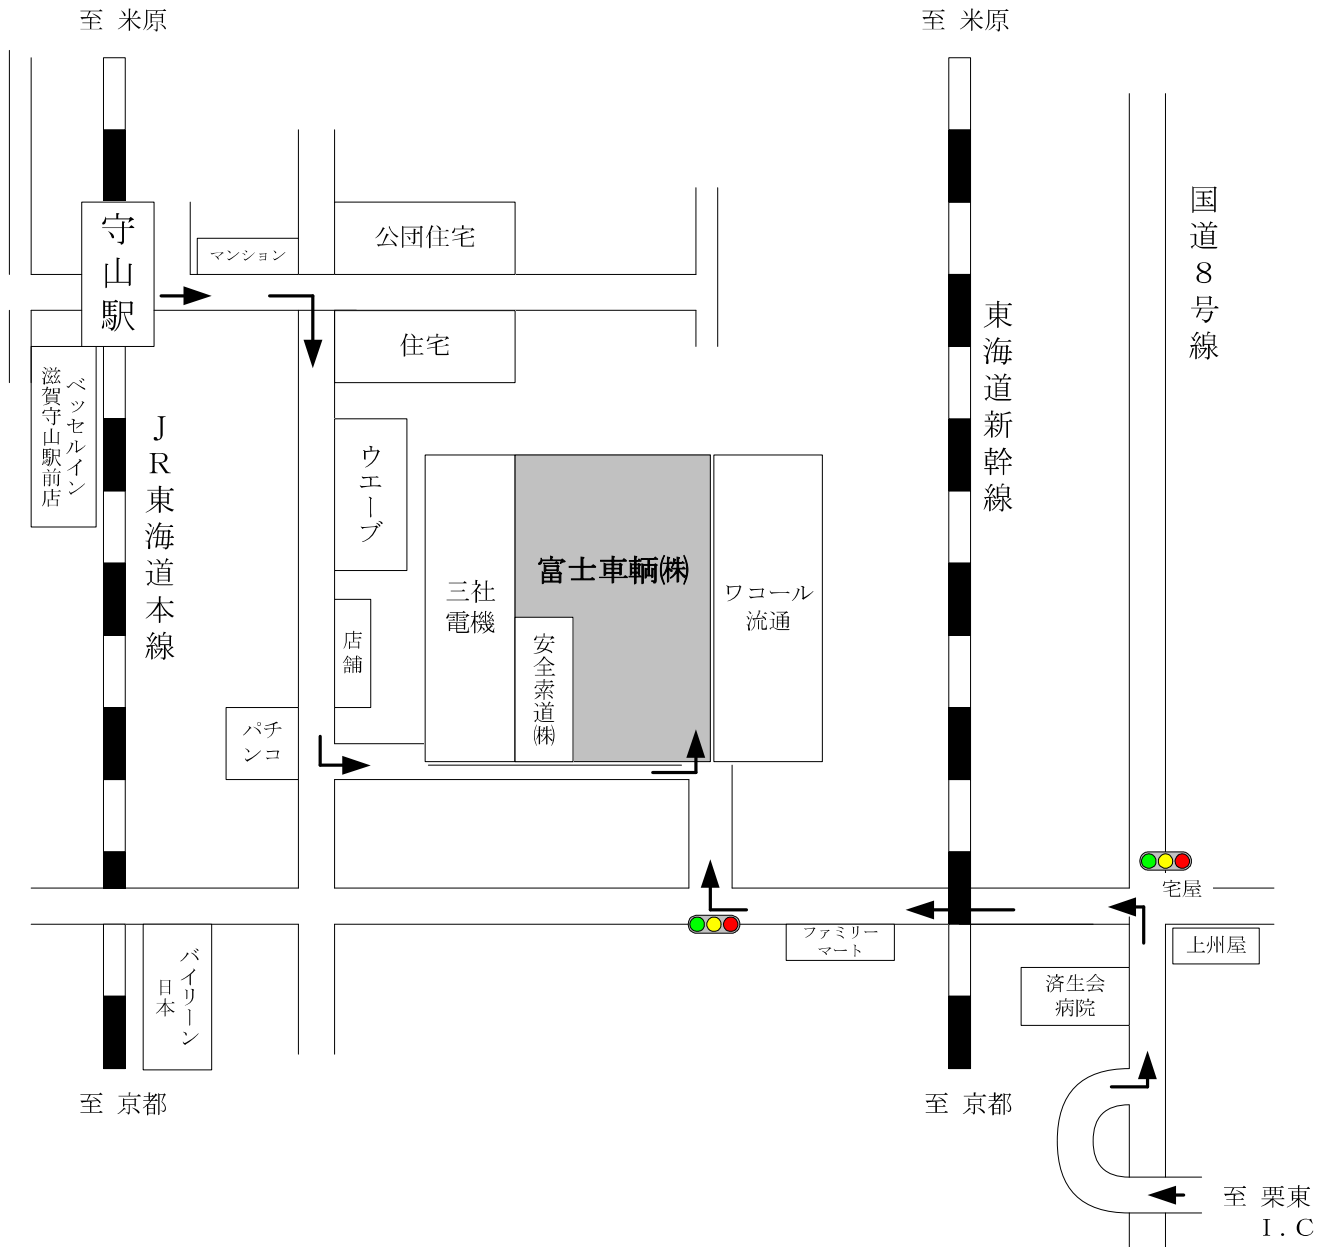 至 米原
至 米原
国道８号線
守山駅
マンション
公団住宅
住宅
東海道新幹線
ベッセルイン
滋賀守山駅前店
ＪＲ東海道本線
ウエーブ
富士車輌㈱
三社
電機
ワコール
流通
店舗
安全索道㈱
パチ
ンコ
宅屋
ファミリー
マート
上州屋
バイリーン
日本
済生会
病院
至 京都
至 京都
至 栗東
Ｉ.Ｃ